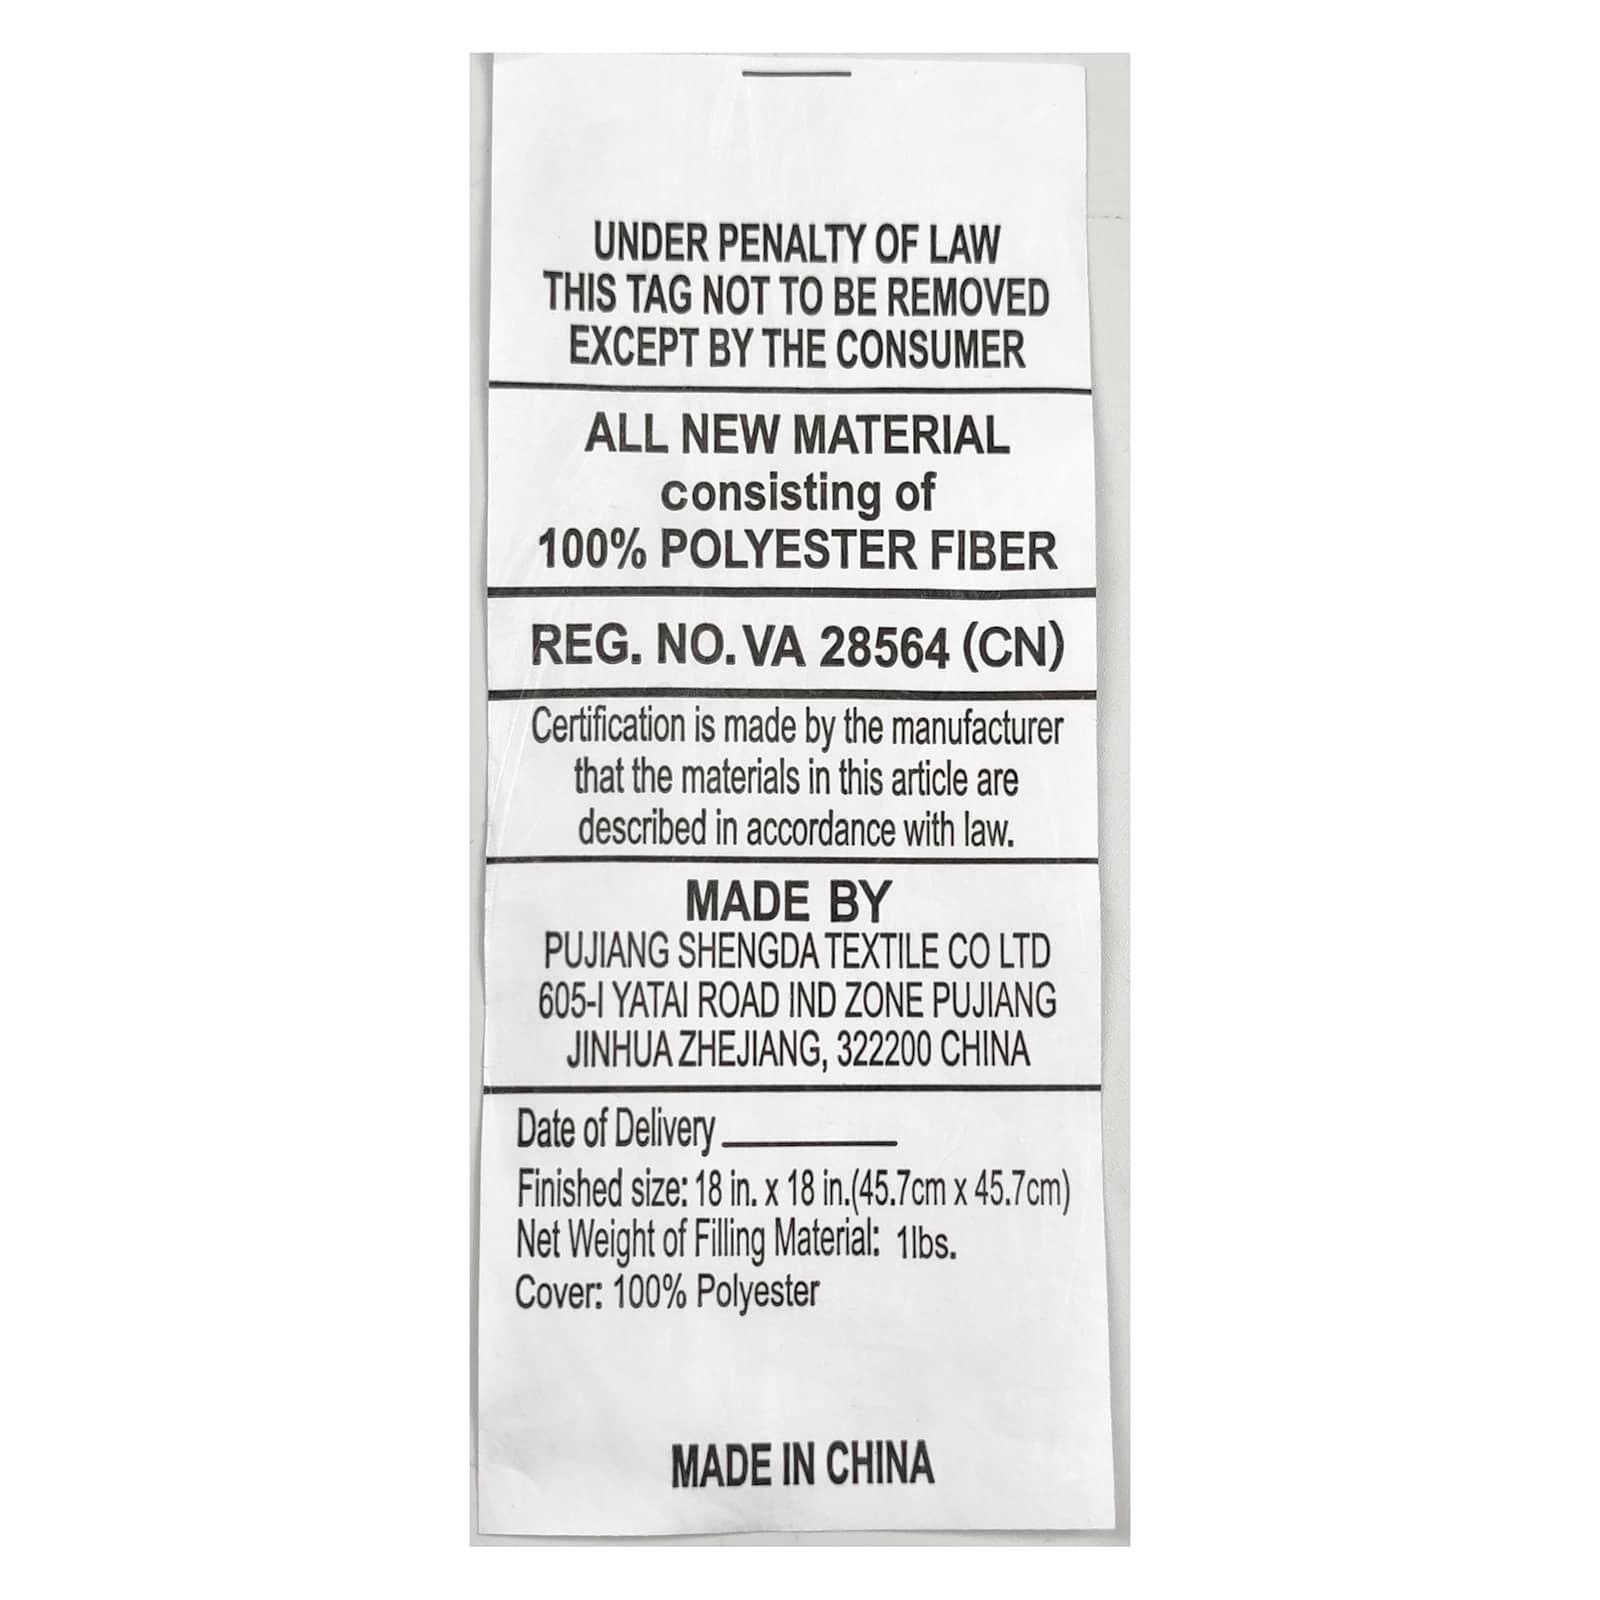 UNDER PENALTY OF LAW
THIS TAG NOT TO BE REMOVED
EXCEPT BY THE CONSUMER
ALL NEW MATERIAL
consisting of
100% POLYESTER FIBER
REG. NO. VA 28564 (CN)
Certification is made by the manufacturer
that the materials in this article are
described in accordance with law.
MADE BY
PUJIANG SHENGDA TEXTILE CO LTD
605-I YATAI ROAD IND ZONE PUJIANG
JINHUA ZHEJIANG, 322200 CHINA
Date of Delivery
Finished size: 18 in. x 18 in.(45.7cm x 45.7cm)
Net Weight of Filling Material: 1lbs.
Cover: 100% Polyester
MADE IN CHINA